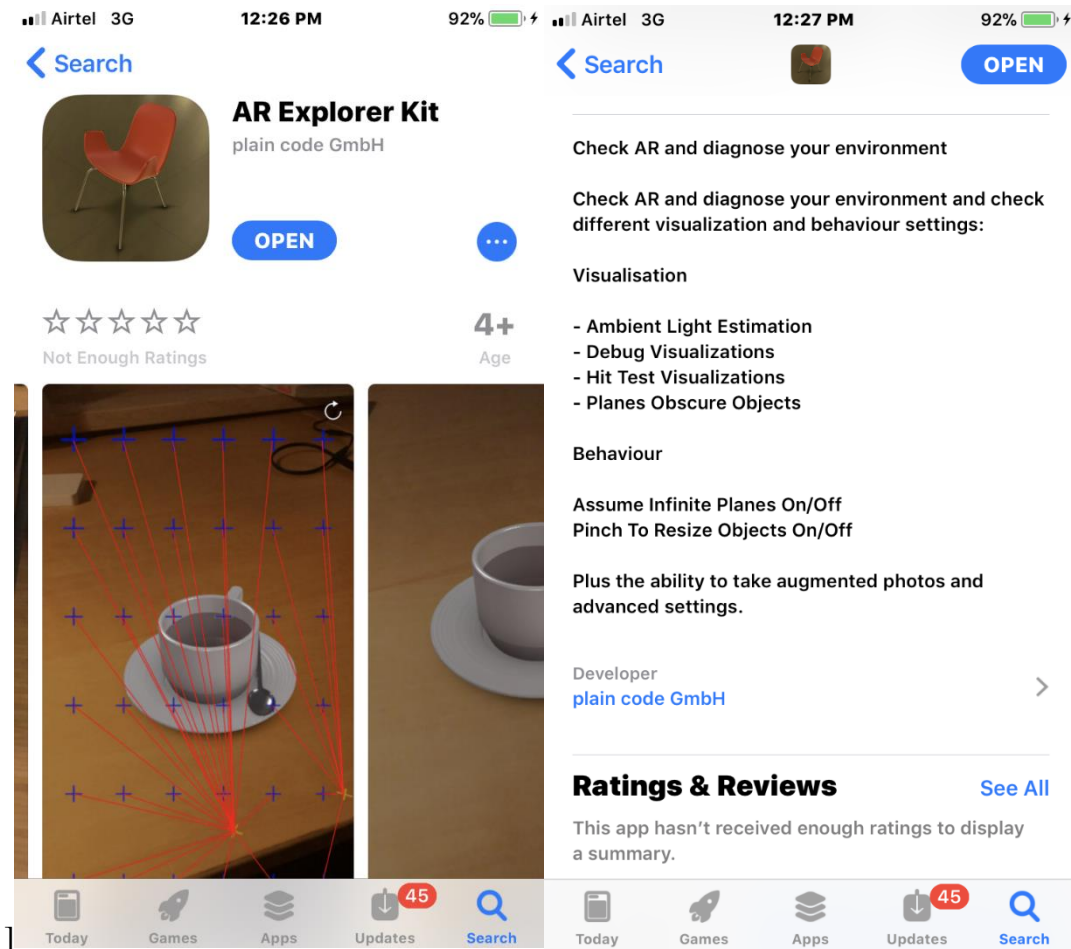 Airtel 3G 12:26 PM 92%
Search
AR Explorer Kit
plain code GmbH
OPEN
4+
Not Enough Ratings Age
45
Today Games Apps Updates Search
]
Airtel 3G 12:27 PM 92%
Search OPEN
Check AR and diagnose your environment
Check AR and diagnose your environment and check
different visualization and behaviour settings:
Visualisation
- Ambient Light Estimation
- Debug Visualizations
- Hit Test Visualizations
- Planes Obscure Objects
Behaviour
Assume Infinite Planes On/Off
Pinch To Resize Objects On/Off
Plus the ability to take augmented photos and
advanced settings.
Developer
plain code GmbH
Ratings & Reviews See All
This app hasn't received enough ratings to display
a summary.
45
Today Games Apps Updates Search